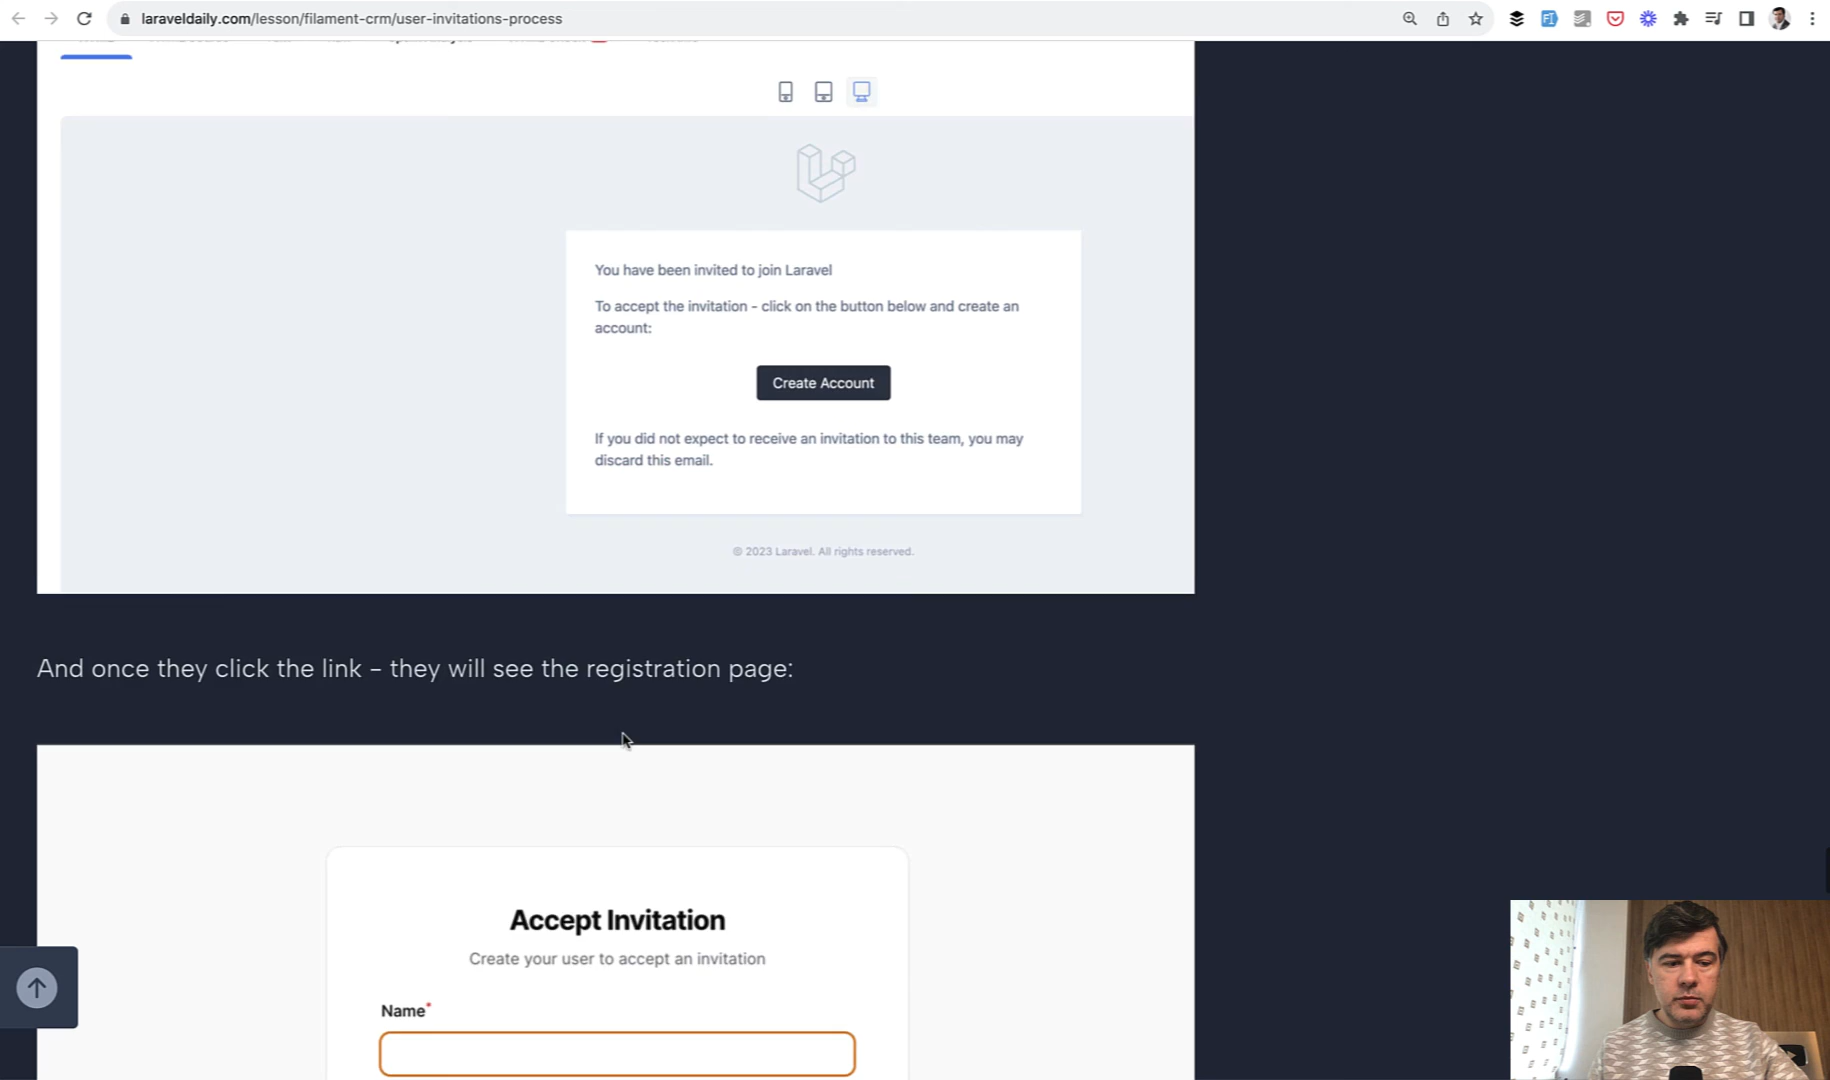 laraveldaily.com/lesson/filament-crm/user-invitations-process
You have been invited to join Laravel
To accept the invitation - click on the button below and create an
account:
Create Account
If you did not expect to receive an invitation to this team, you may
discard this email.
© 2023 Laravel. All rights reserved.
And once they click the link - they will see the registration page:
Accept Invitation
Create your user to accept an invitation
Name*